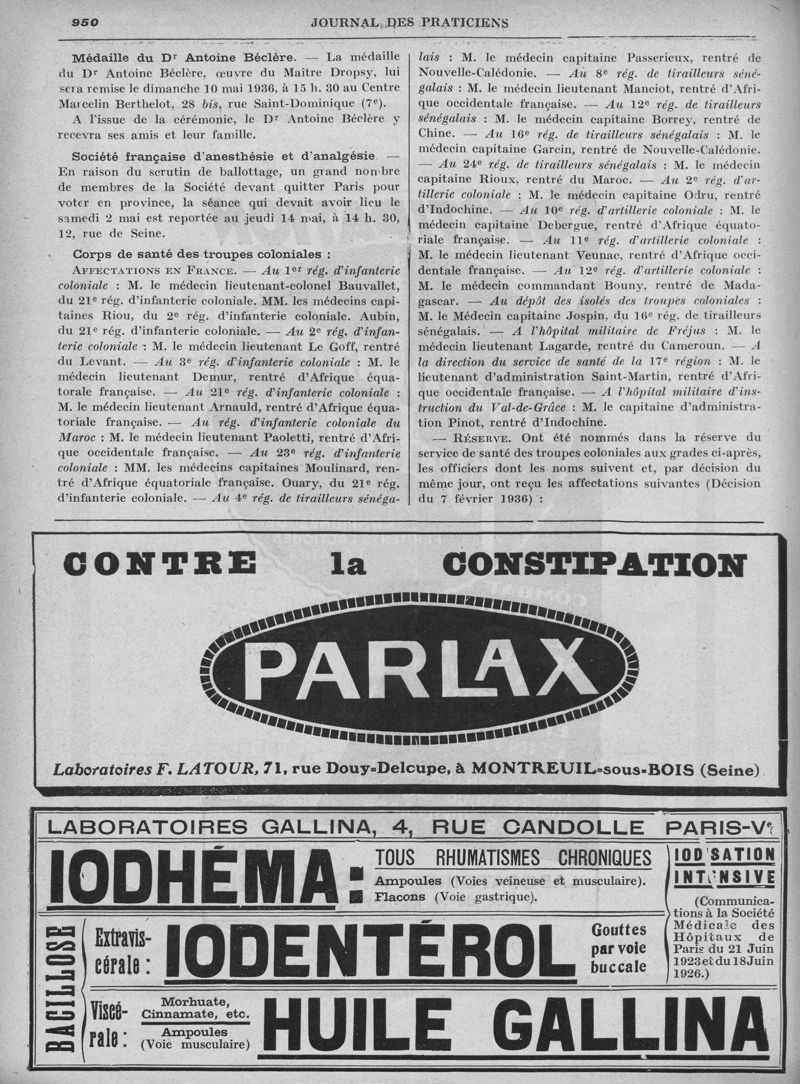 950
JOURNAL DES PRATICIENS
Médaille du Dr Antoine Béclère. — La médaille
du Dr Antoine Béclère, œuvre du Maître Dropsy, lui
sera remise le dimanche 10 mai 1936, à 15 h. 30 au Centre
Marcelin Berthelot, 28 bis, rue Saint-Dominique (7e).
A l'issue de la cérémonie, le Dr Antoine Béclère y
recevra ses amis et leur famille.
Société française d'anesthésie et d'analgésie —
En raison du scrutin de ballottage, un grand nombre
de membres de la Société devant quitter Paris pour
voter en province, la séance qui devait avoir lieu le
samedi 2 mai est reportée au jeudi 14 mai, à 14 h. 30,
12, rue de Seine.
Corps de santé des troupes coloniales :
AFFECTATIONS EN FRANCE. — Au 1er rég. d'infanterie
coloniale : M. le médecin lieutenant-colonel Bauvallet,
du 21e rég. d'infanterie coloniale. MM. les médecins capi-
taines Riou, du 2e rég. d'infanterie coloniale. Aubin,
du 21e rég. d'infanterie coloniale. — Au 2e rég. d'infan-
terie coloniale : M. le médecin lieutenant Le Goff, rentré
du Levant. — Au 3e rég. d'infanterie coloniale : M. le
médecin lieutenant Demur, rentré d'Afrique équa-
torale française. — Au 21e rég. d'infanterie coloniale :
M. le médecin lieutenant Arnauld, rentré d'Afrique équa-
toriale française. — Au rég. d'infanterie coloniale du
Maroc : M. le médecin lieutenant Paoletti, rentré d'Afri-
que occidentale française. — Au 23e rég. d'infanterie
coloniale : MM. les médecins capitaines Moulinard, ren-
tré d'Afrique équatoriale française. Ouary, du 21e rég.
d'infanterie coloniale. — Au 4e rég. de tirailleurs sénéga-
lais : M. le médecin capitaine Passerieux, rentré de
Nouvelle-Calédonie. — Au 8e rég. de tirailleurs séné-
galais : M. le médecin lieutenant Manciot, rentré d'Afri-
que occidentale française. — Au 12e rég. de tirailleurs
sénégalais : M. le médecin capitaine Borrey, rentré de
Chine. — Au 16e rég. de tirailleurs sénégalais : M. le
médecin capitaine Garcin, rentré de Nouvelle-Calédonie.
— Au 24e rég. de tirailleurs sénégalais : M. le médecin
capitaine Rioux, rentré du Maroc. — Au 2e rég. d'ar-
tillerie coloniale : M. le médecin capitaine Odru, rentré
d'Indochine. — Au 10e rég. d'artillerie coloniale : M. le
médecin capitaine Debergue, rentré d'Afrique équato-
riale française. — Au 11e rég. d'artillerie coloniale :
M. le médecin lieutenant Veunac, rentré d'Afrique occi-
dentale française. — Au 12e rég. d'artillerie coloniale :
M. le médecin commandant Bouny, rentré de Mada-
gascar. — Au dépôt des isolés des troupes coloniales :
M. le Médecin capitaine Jospin, du 16e rég. de tirailleurs
sénégalais. — A l'hôpital militaire de Fréjus : M. le
médecin lieutenant Lagarde, rentré du Cameroun. — A
la direction du service de santé de la 17e région : M. le
lieutenant d'administration Saint-Martin, rentré d'Afri-
que occidentale française. — A l'hôpital militaire d'ins-
truction du Val-de-Grâce : M. le capitaine d'administra-
tion Pinot, rentré d'Indochine.
— RÉSERVE. Ont été nommés dans la réserve du
service de santé des troupes coloniales aux grades ci-après,
les officiers dont les noms suivent et, par décision du
même jour, ont reçu les affectations suivantes (Décision
du 7 février 1936) :
CONTRE la CONSTIPATION
PARLAX
Laboratoires F. LATOUR, 71, rue Douy-Delcupe, à MONTREUIL-sous-BOIS (Seine)
LABORATOIRES GALLINA, 4, RUE CANDOLLE PARIS-Ve
IODHÉMA :
TOUS RHUMATISMES CHRONIQUES
Ampoules (Voies veineuse et musculaire).
Flacons (Voie gastrique).
IODISATION
INTENSIVE
(Communica-
tions à la Société
Médicale des
Hôpitaux de
Paris du 21 Juin
1923 et du 18 Juin
1926.)
BACILLOSE
Extravis-
cérale :
IODENTÉROL
Gouttes
par voie
buccale
Viscé-
rale :
Morhuate,
Cinnamate, etc.
Ampoules
(Voie musculaire)
HUILE GALLINA